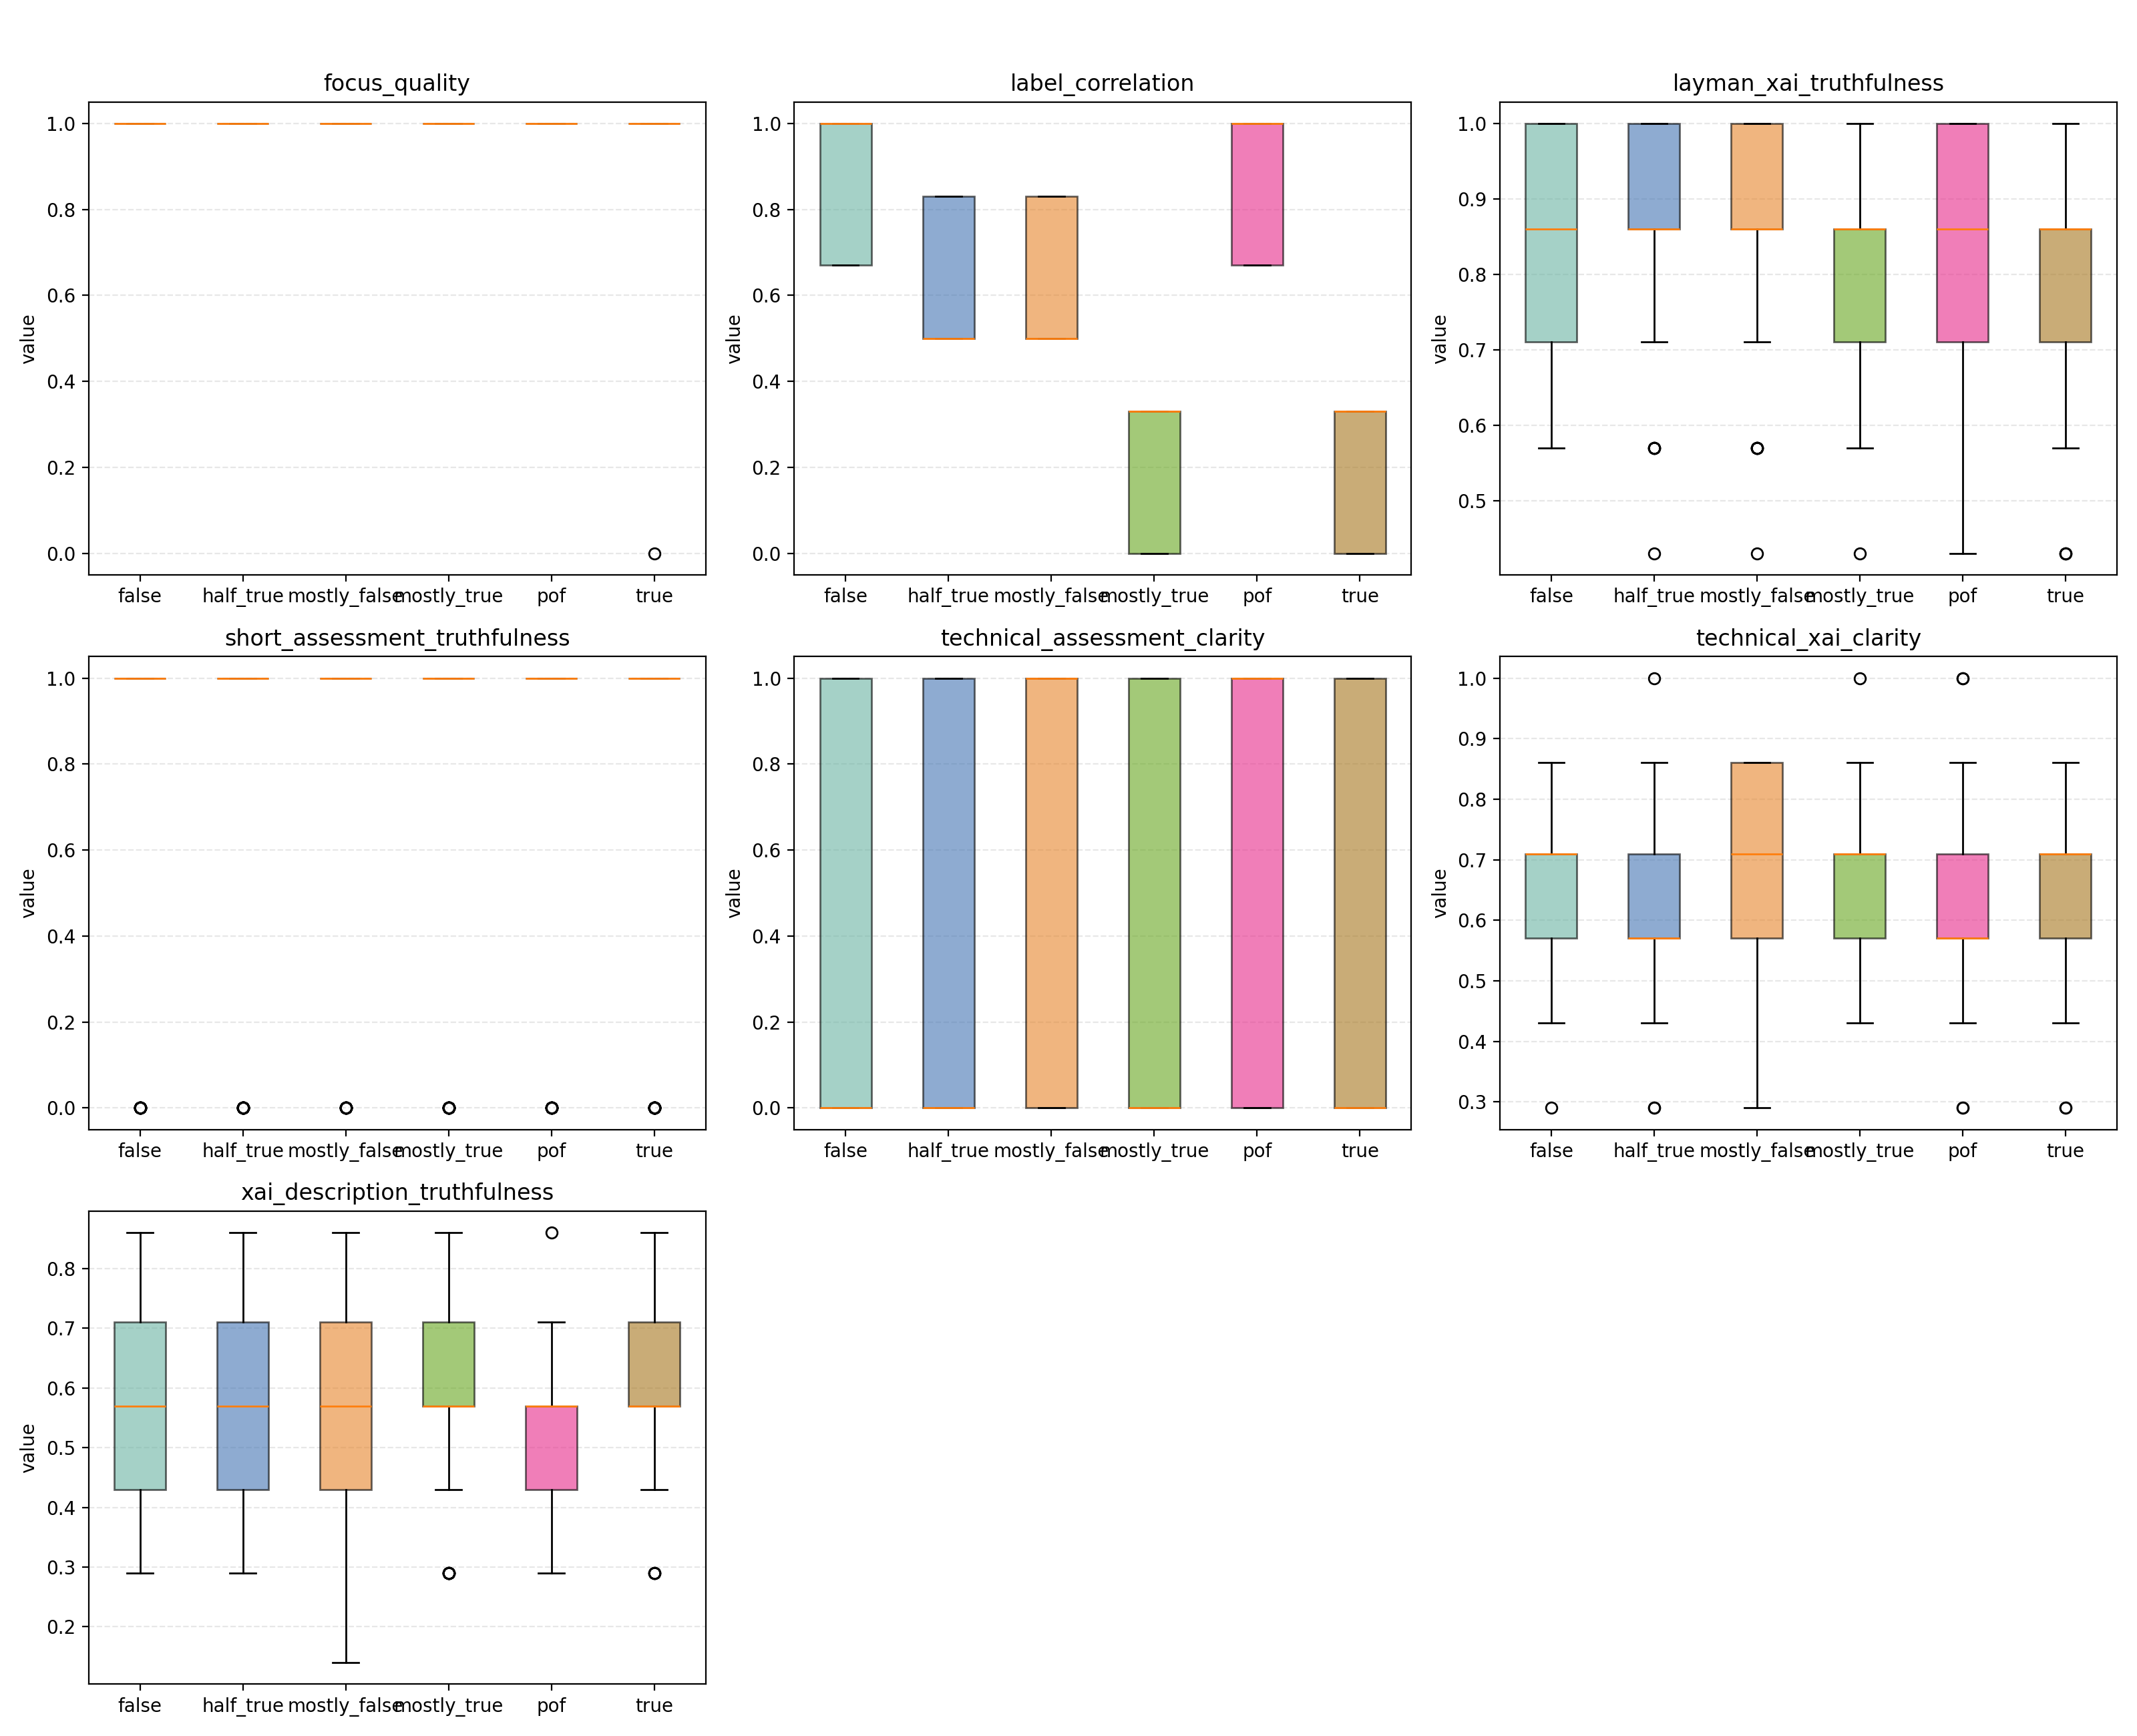 focus_quality
value
1.0
0.8
0.6
0.4
0.2
0.0
false half_true mostly_false mostly_true pof true
label_correlation
value
1.0
0.8
0.6
0.4
0.2
0.0
false half_true mostly_false mostly_true pof true
layman_xai_truthfulness
value
1.0
0.9
0.8
0.7
0.6
0.5
false half_true mostly_false mostly_true pof true
short_assessment_truthfulness
value
1.0
0.8
0.6
0.4
0.2
0.0
false half_true mostly_false mostly_true pof true
technical_assessment_clarity
value
1.0
0.8
0.6
0.4
0.2
0.0
false half_true mostly_false mostly_true pof true
technical_xai_clarity
value
1.0
0.9
0.8
0.7
0.6
0.5
0.4
0.3
false half_true mostly_false mostly_true pof true
xai_description_truthfulness
value
0.8
0.7
0.6
0.5
0.4
0.3
0.2
false half_true mostly_false mostly_true pof true